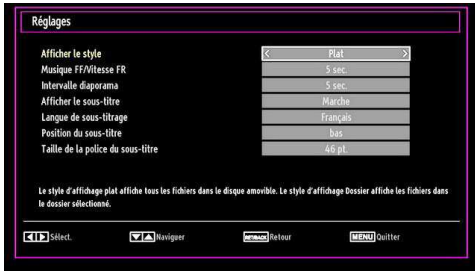 Réglages
Afficher le style < Plat >
Musique FF/Vitesse FR 5 sec.
Intervalle diaporama 5 sec.
Afficher le sous-titre Marche
Langue de sous-titrage Français
Position du sous-titre bas
Taille de la police du sous-titre 46 pt.
Le style d'affichage plat affiche tous les fichiers dans le disque amovible. Le style d'affichage Dossier affiche les fichiers dans
le dossier sélectionné.
Sélect. Naviguer Retour MENU Quitter